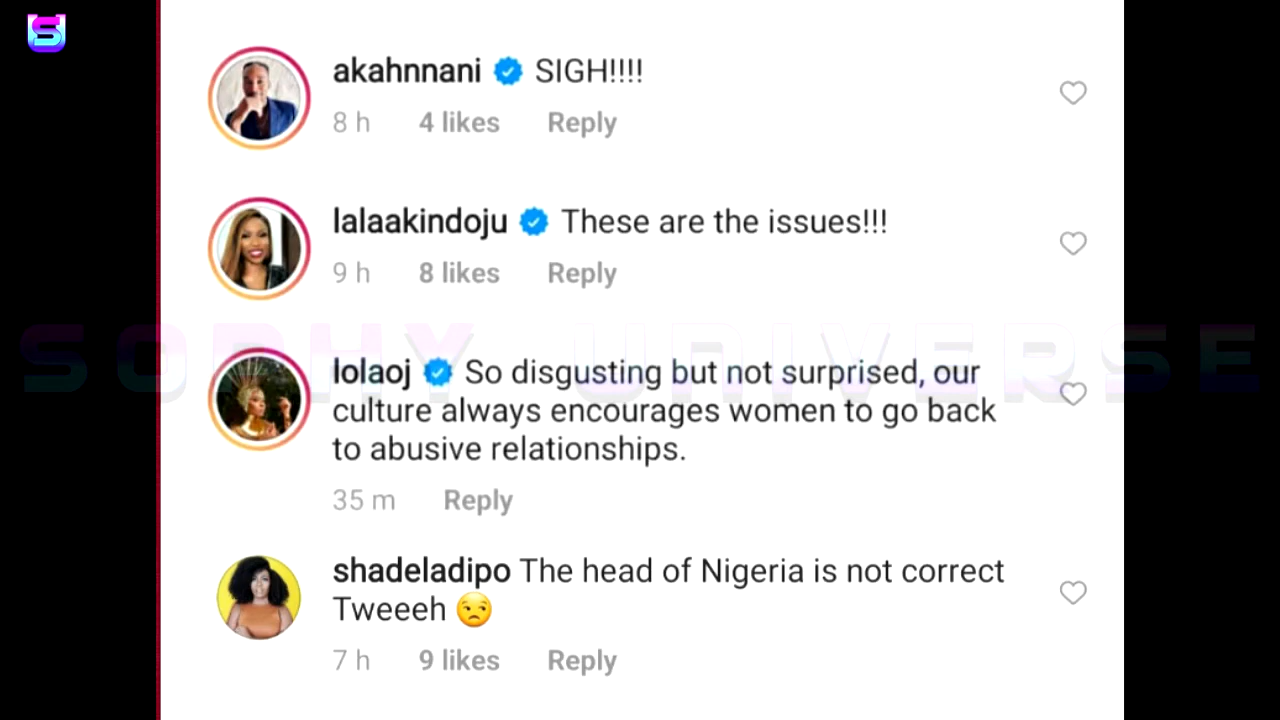 S
akahnnani SIGH!!!!
8 h 4 likes Reply
lalaakindoju These are the issues!!!
9 h 8 likes Reply
SOPHY UNIVERSE
lolaoj So disgusting but not surprised, our
culture always encourages women to go back
to abusive relationships.
35 m Reply
shadeladipo The head of Nigeria is not correct
Tweeeh 😒
7 h 9 likes Reply